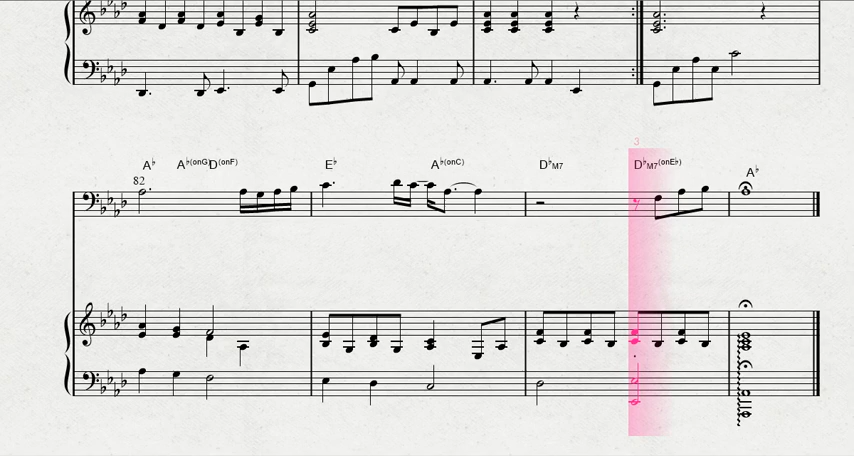 3
A♭ A♭(onG) D(onF) E♭ A♭(onC) D♭M7 D♭M7(onE♭) A♭
82